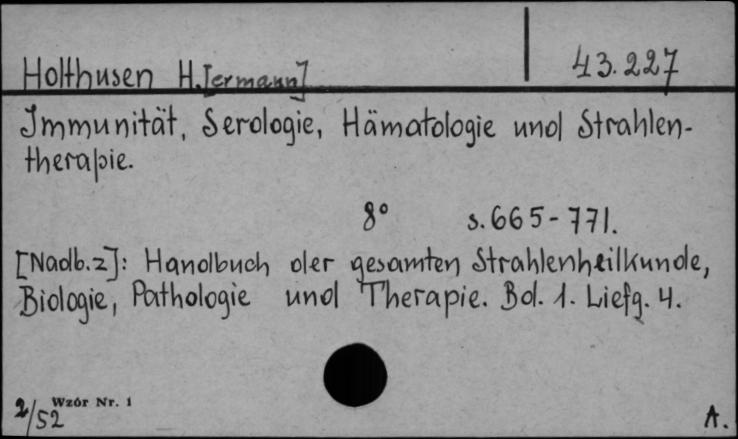 Holthusen H.[ermann]
43.227
Immunität, Serologie, Hämatologie und Strahlen-
therapie.
8° s.665-771.
[Nadb.z]: Handbuch der gesamten Strahlenheilkunde,
Biologie, Pathologie und Therapie. Bd. 1. Liefg. 4.
Wzór Nr. 1
2/52
A.